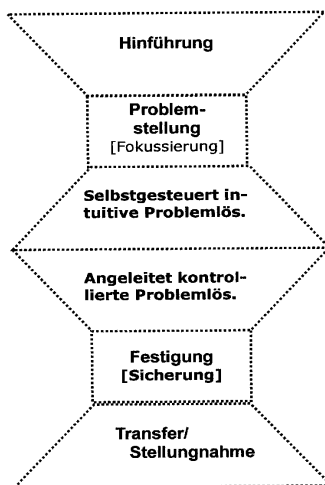 Hinführung
Problem-
stellung
[Fokussierung]
Selbstgesteuert in-
tuitive Problemlös.
Angeleitet kontrol-
lierte Problemlös.
Festigung
[Sicherung]
Transfer/
Stellungnahme